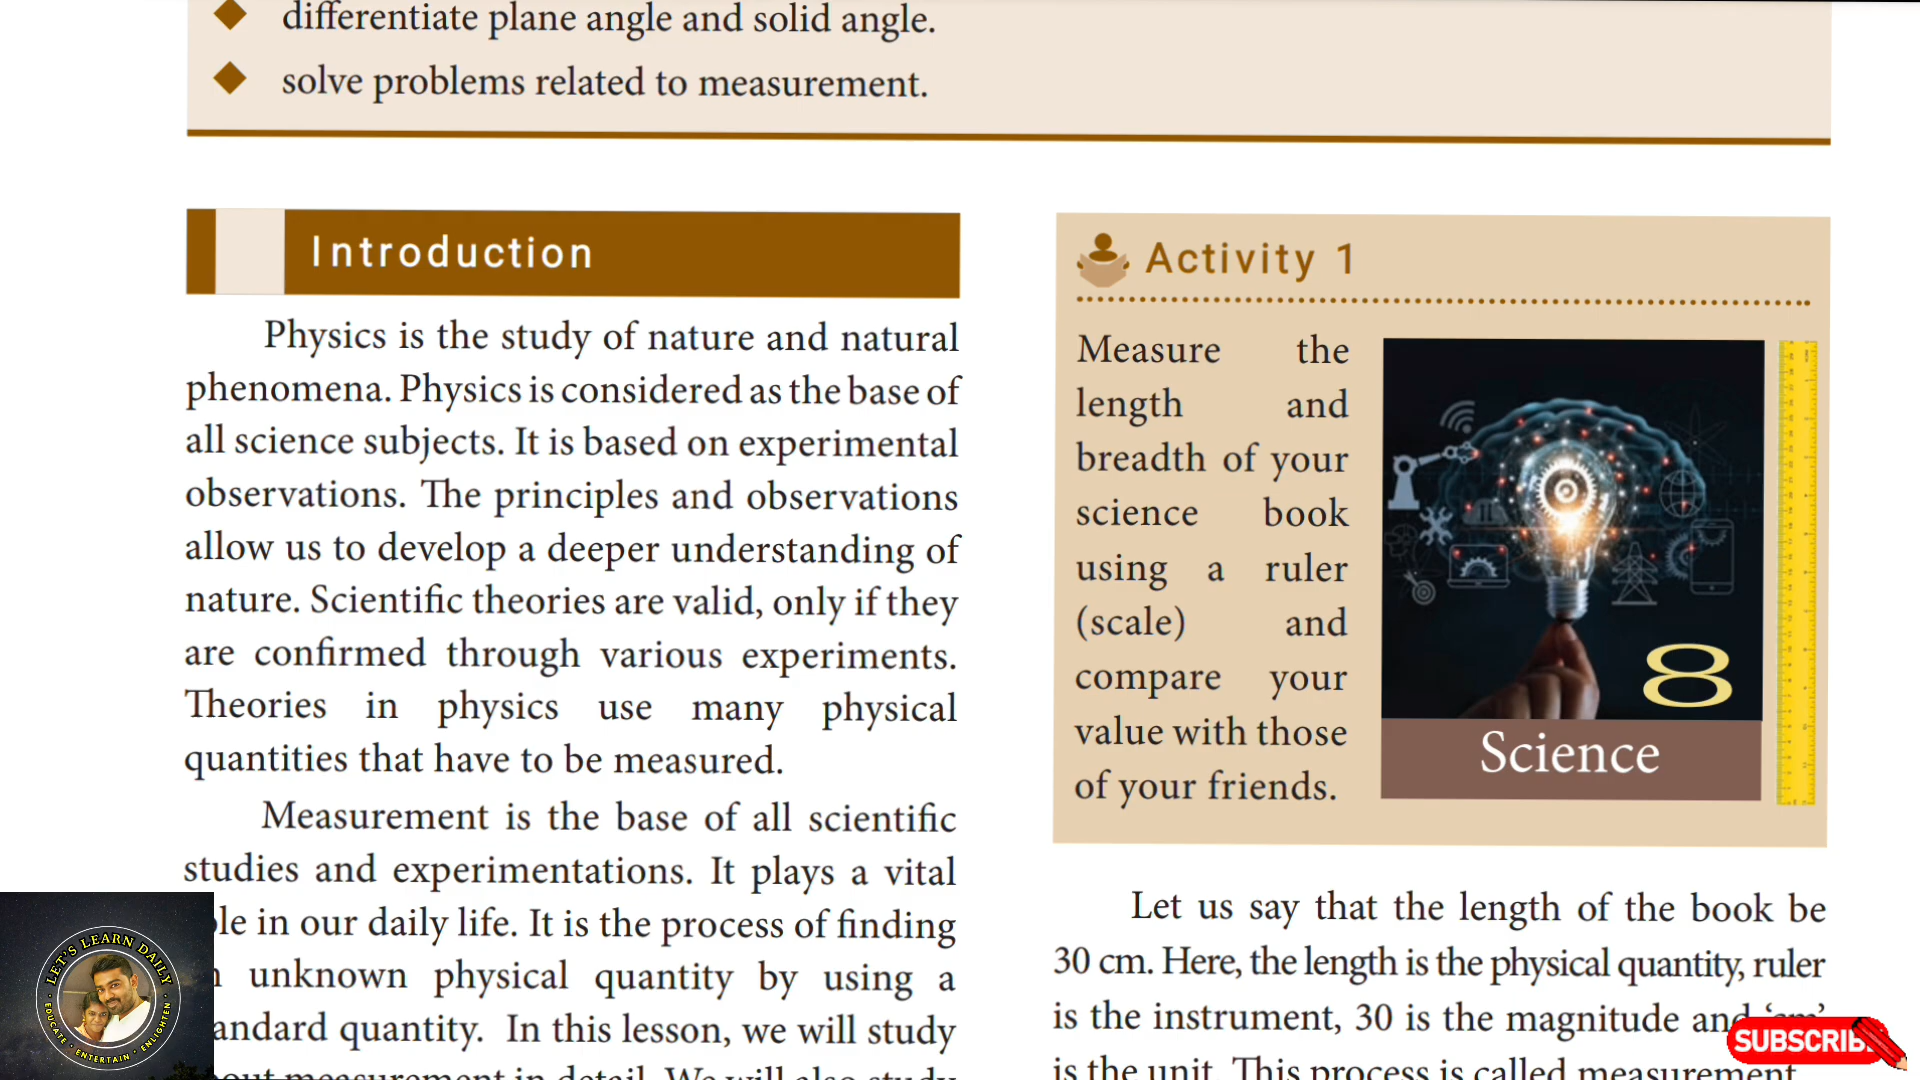 differentiate plane angle and solid angle.
solve problems related to measurement.
Introduction
Physics is the study of nature and natural
phenomena. Physics is considered as the base of
all science subjects. It is based on experimental
observations. The principles and observations
allow us to develop a deeper understanding of
nature. Scientific theories are valid, only if they
are confirmed through various experiments.
Theories in physics use many physical
quantities that have to be measured.
Measurement is the base of all scientific
studies and experimentations. It plays a vital
in our daily life. It is the process of finding
unknown physical quantity by using a
quantity. In this lesson, we will study
measurement in detail. We will also study
Activity 1
Measure the
length and
breadth of your
science book
using a ruler
(scale) and
compare your
value with those
of your friends.
8
Science
Let us say that the length of the book be
30 cm. Here, the length is the physical quantity, ruler
is the instrument, 30 is the magnitude and ‘cm’
is the unit. This process is called measurement.
LET'S LEARN DAILY
EDUCATE · ENTERTAIN · ENLIGHTEN
SUBSCRIBE